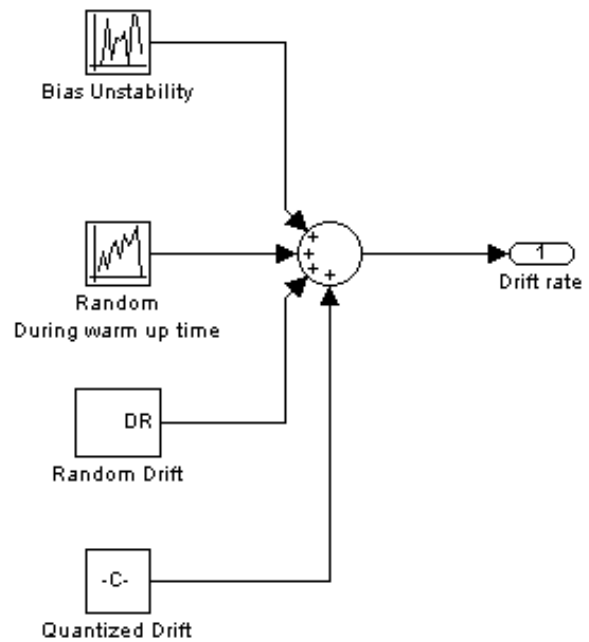 Bias Unstability
+
+
+
+
1
Drift rate
Random
During warm up time
DR
Random Drift
-C-
Quantized Drift